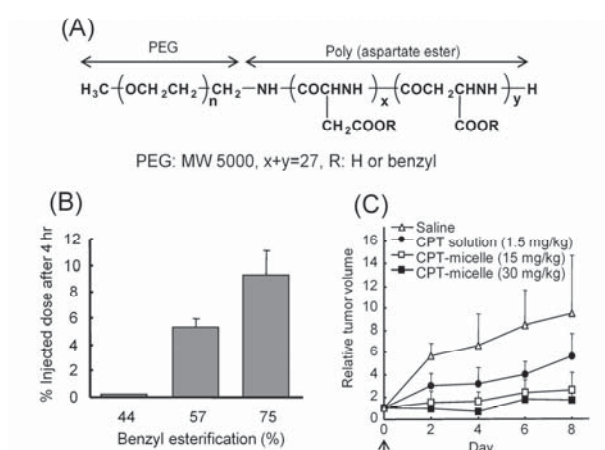 (A)
PEG
Poly (aspartate ester)
H₃C-(OCH₂CH₂)n-CH₂-NH-(COCHNH)x-(COCH₂CHNH)y-H
CH₂COOR
COOR
PEG: MW 5000, x+y=27, R: H or benzyl
(B)
% Injected dose after 4 hr
12
10
8
6
4
2
0
44
57
75
Benzyl esterification (%)
(C)
Saline
CPT solution (1.5 mg/kg)
CPT-micelle (15 mg/kg)
CPT-micelle (30 mg/kg)
Relative tumor volume
16
14
12
10
8
6
4
2
0
0
2
4
6
8
Day